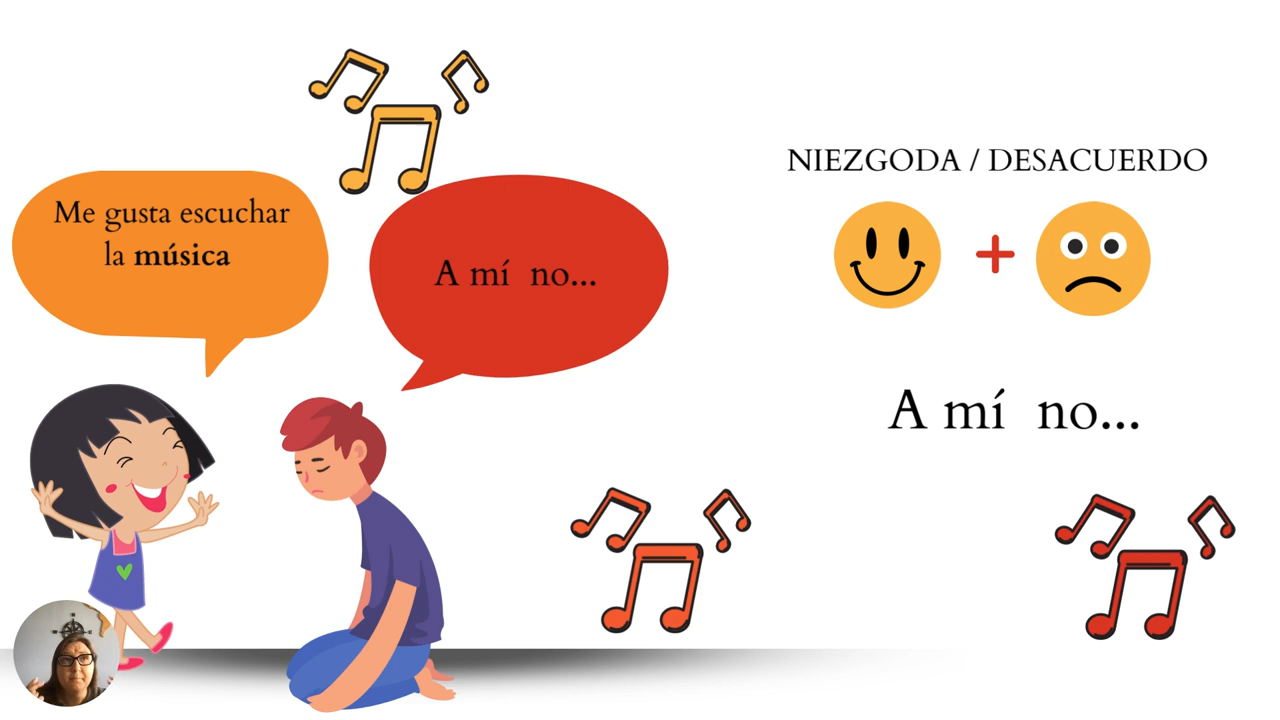 Me gusta escuchar
la música
A mí no...
NIEZGODA / DESACUERDO
A mí no...